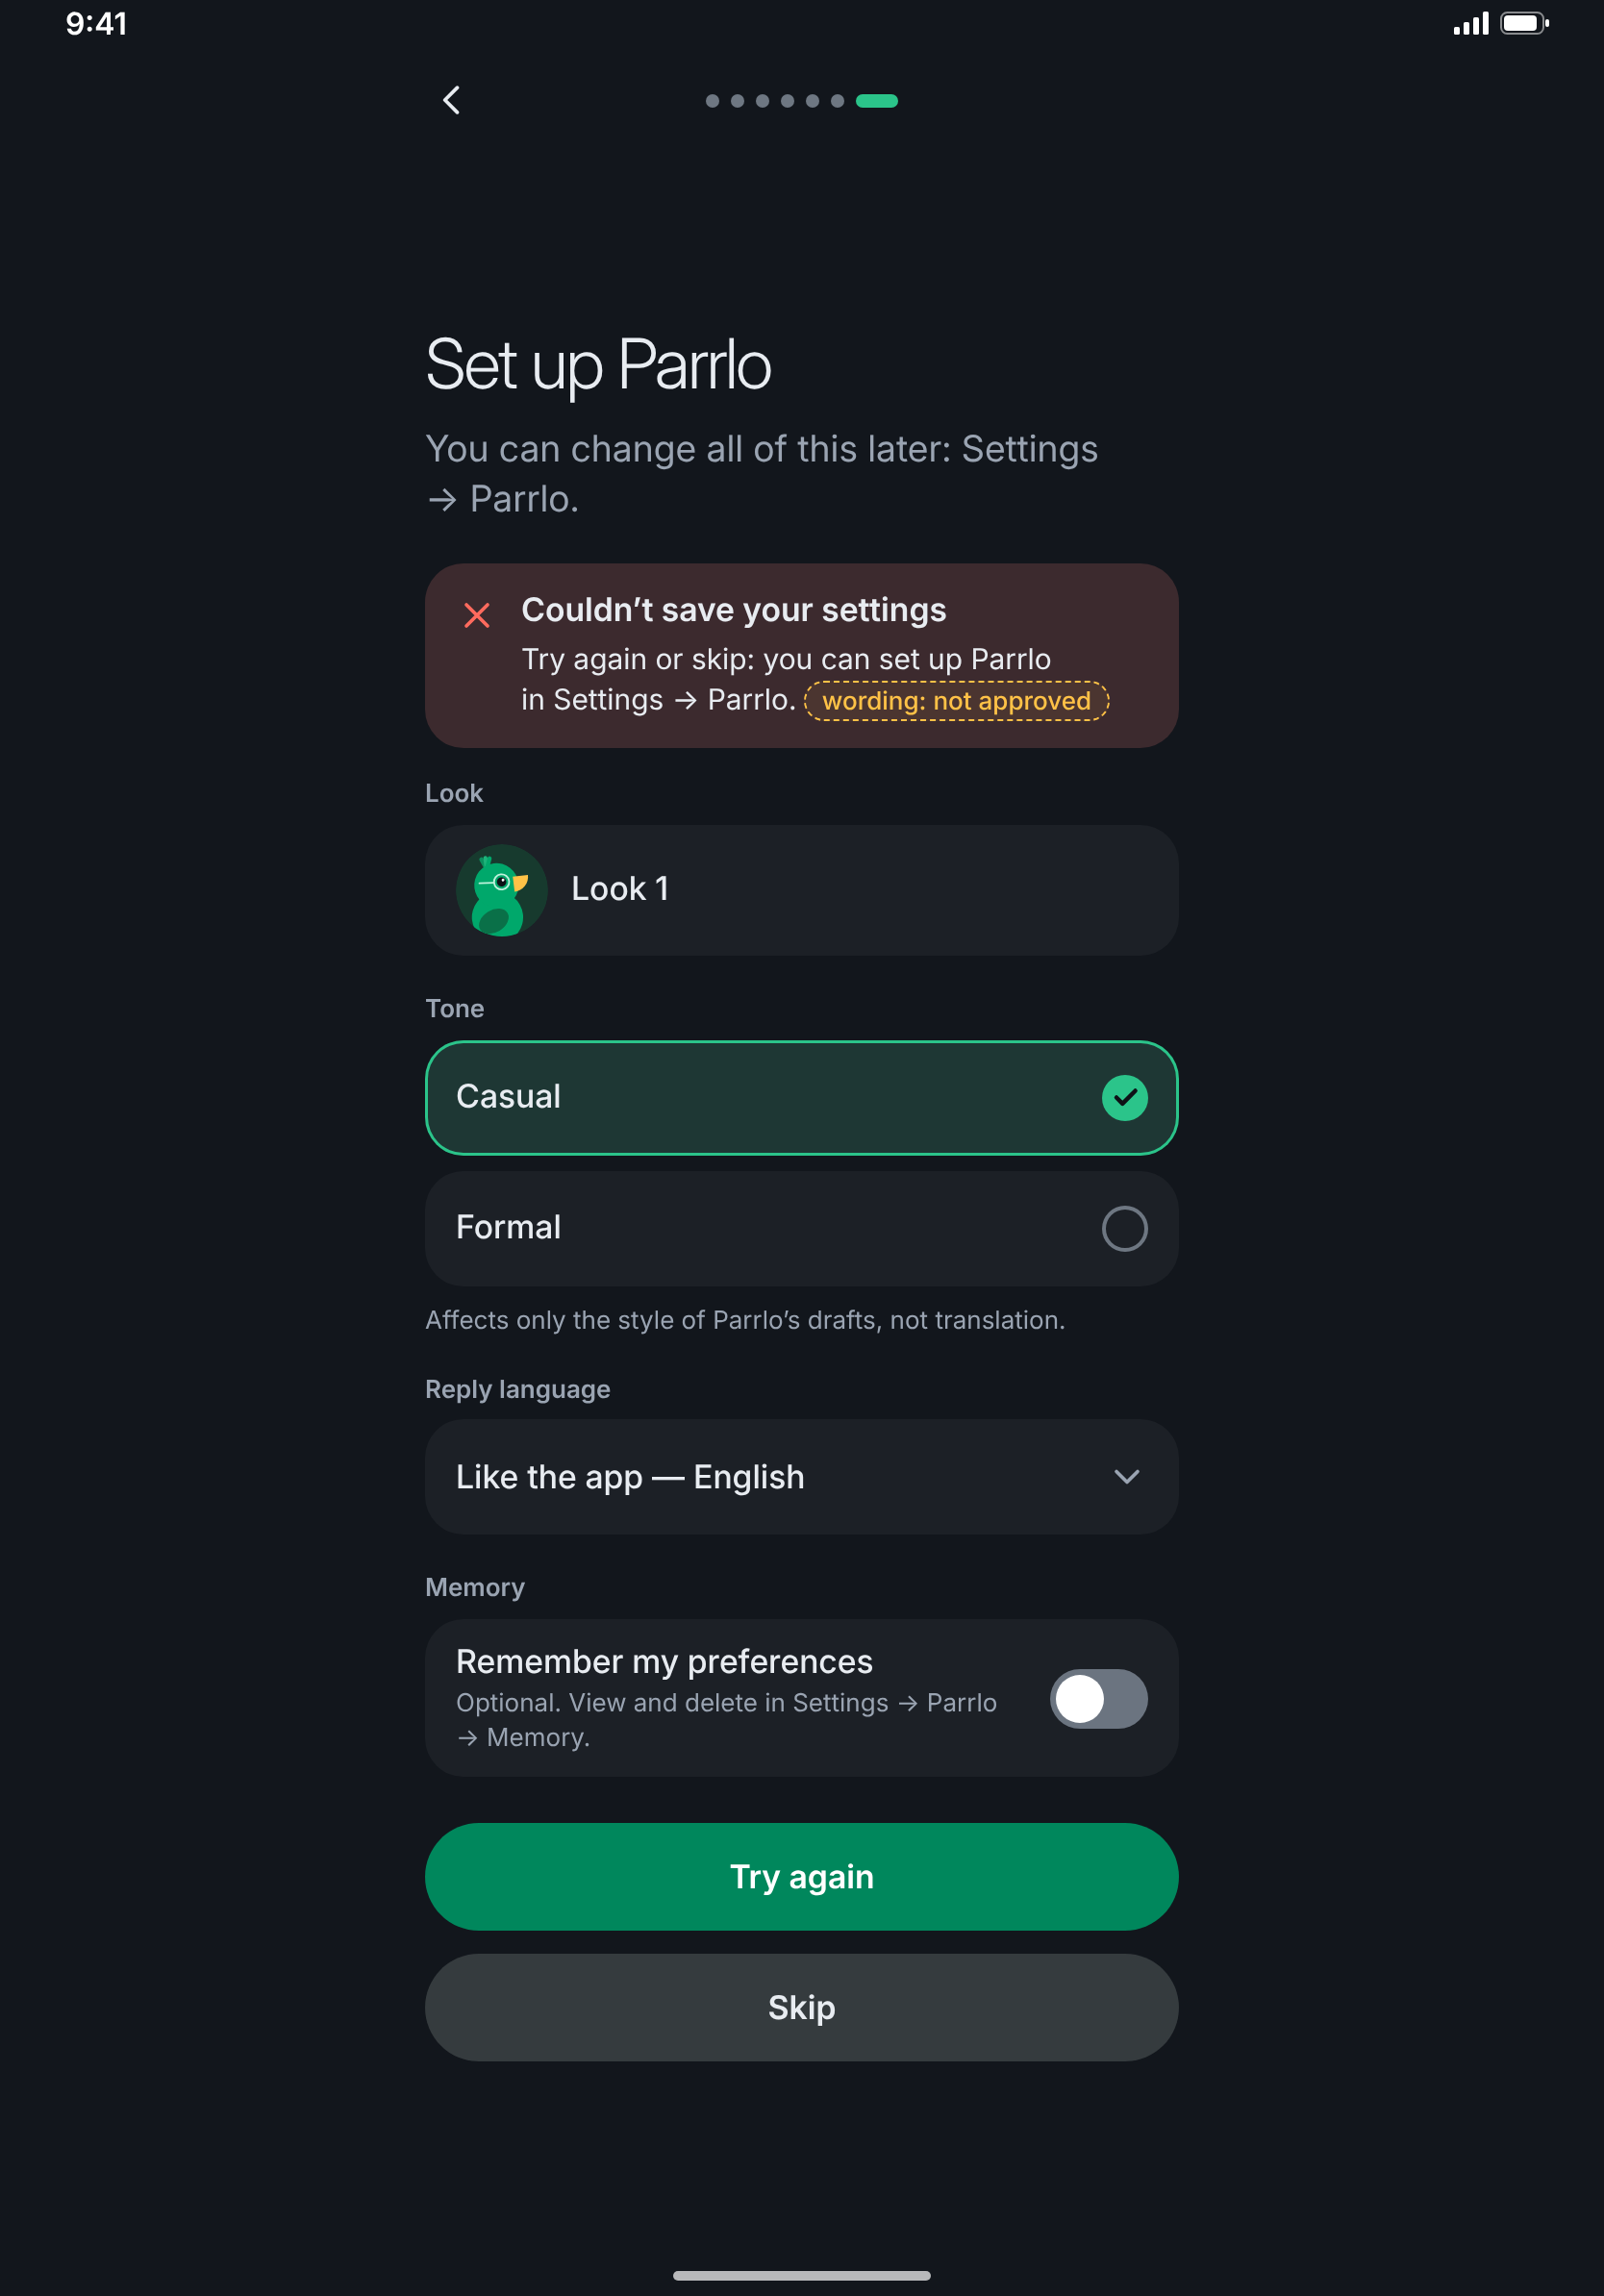 9:41
Set up Parrlo
You can change all of this later: Settings
→ Parrlo.
Couldn’t save your settings
Try again or skip: you can set up Parrlo
in Settings → Parrlo. wording: not approved
Look
Look 1
Tone
Casual
Formal
Affects only the style of Parrlo’s drafts, not translation.
Reply language
Like the app — English
Memory
Remember my preferences
Optional. View and delete in Settings → Parrlo
→ Memory.
Try again
Skip